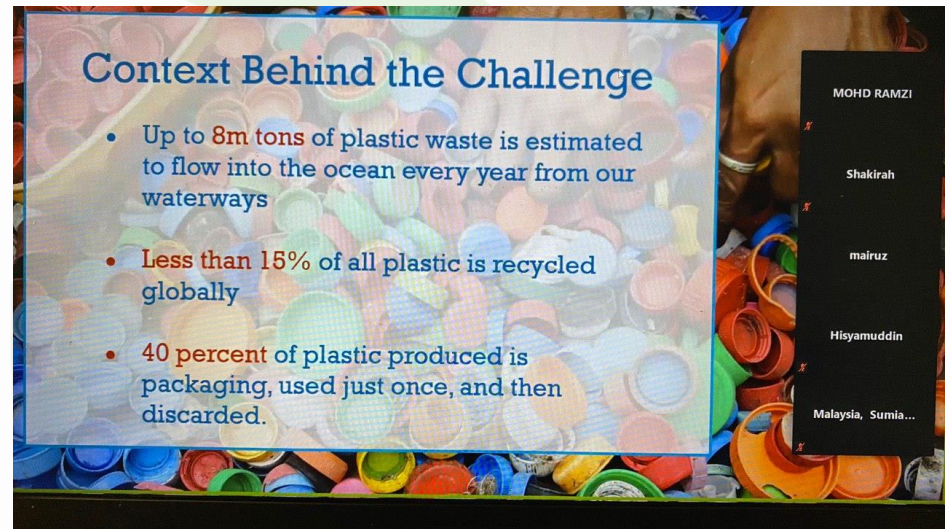 Context Behind the Challenge
Up to 8m tons of plastic waste is estimated
to flow into the ocean every year from our
waterways
Less than 15% of all plastic is recycled
globally
40 percent of plastic produced is
packaging, used just once, and then
discarded.
MOHD RAMZI
Shakirah
mairuz
Hisyamuddin
Malaysia, Sumia...